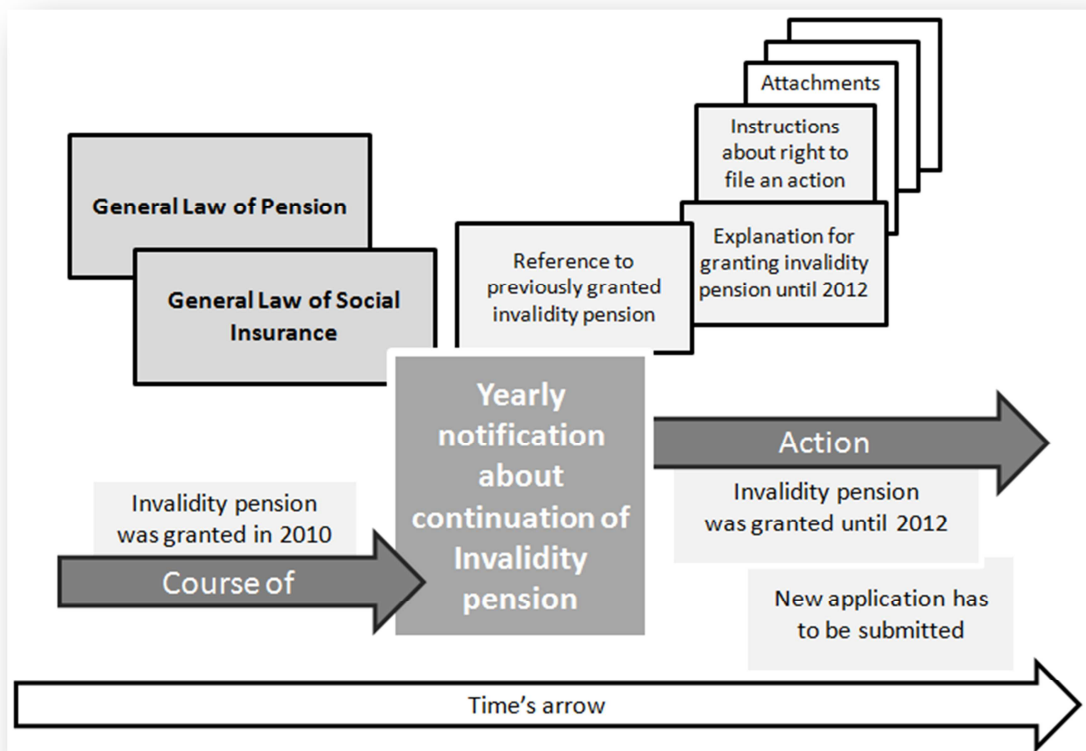 Attachments
Instructions
about right to
file an action
General Law of Pension
General Law of Social
Insurance
Reference to
previously granted
invalidity pension
Explanation for
granting invalidity
pension until 2012
Yearly
notification
about
continuation of
Invalidity
pension
Invalidity pension
was granted in 2010
Course of
Action
Invalidity pension
was granted until 2012
New application has
to be submitted
Time’s arrow